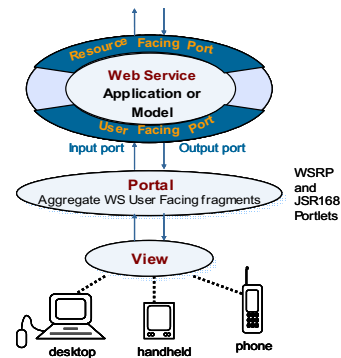 Resource Facing Port
Web Service
Application or
Model
User Facing Port
Input port
Output port
Portal
Aggregate WS User Facing fragments
WSRP
and
JSR168
Portlets
View
desktop
handheld
phone